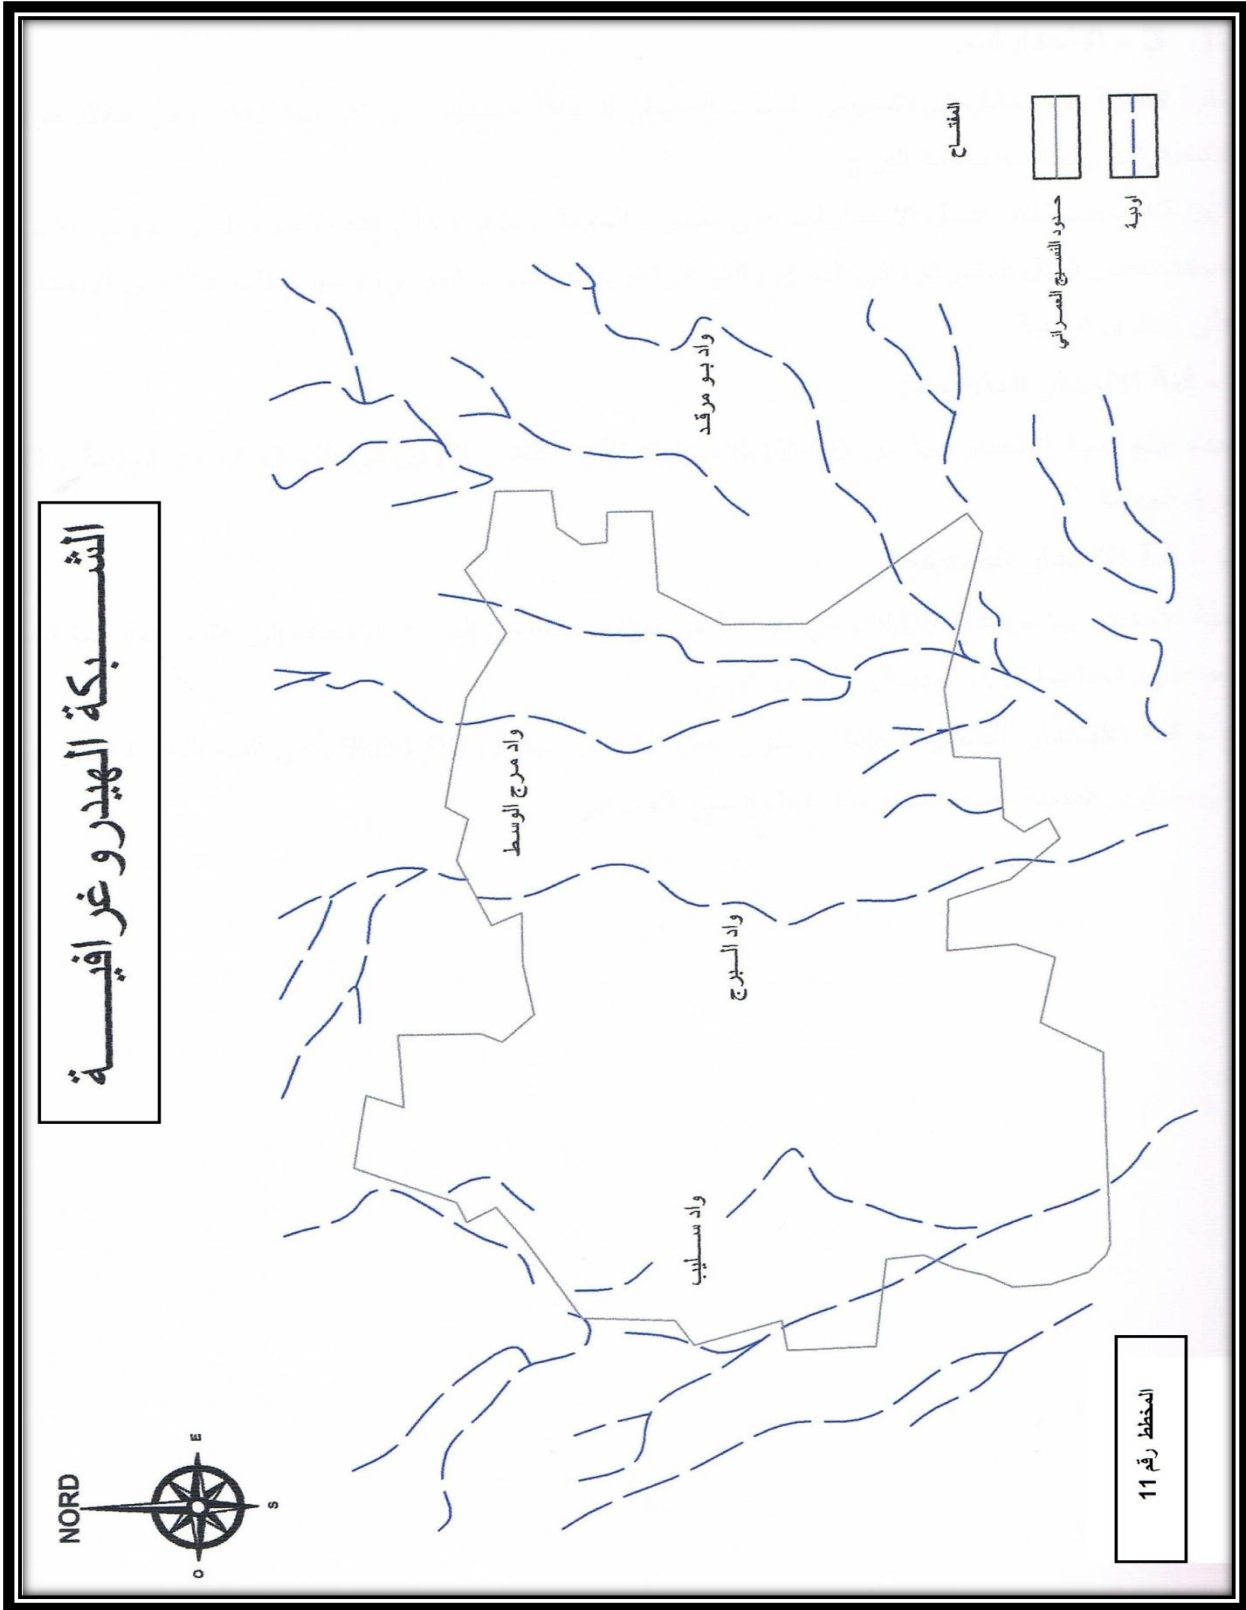 الشبكة الهيدروغرافية
NORD
O
E
S
واد بو مرقد
واد مرج الوسط
واد البرج
واد سليب
المفتاح
حدود النسيج العمراني
اودية
المخطط رقم 11